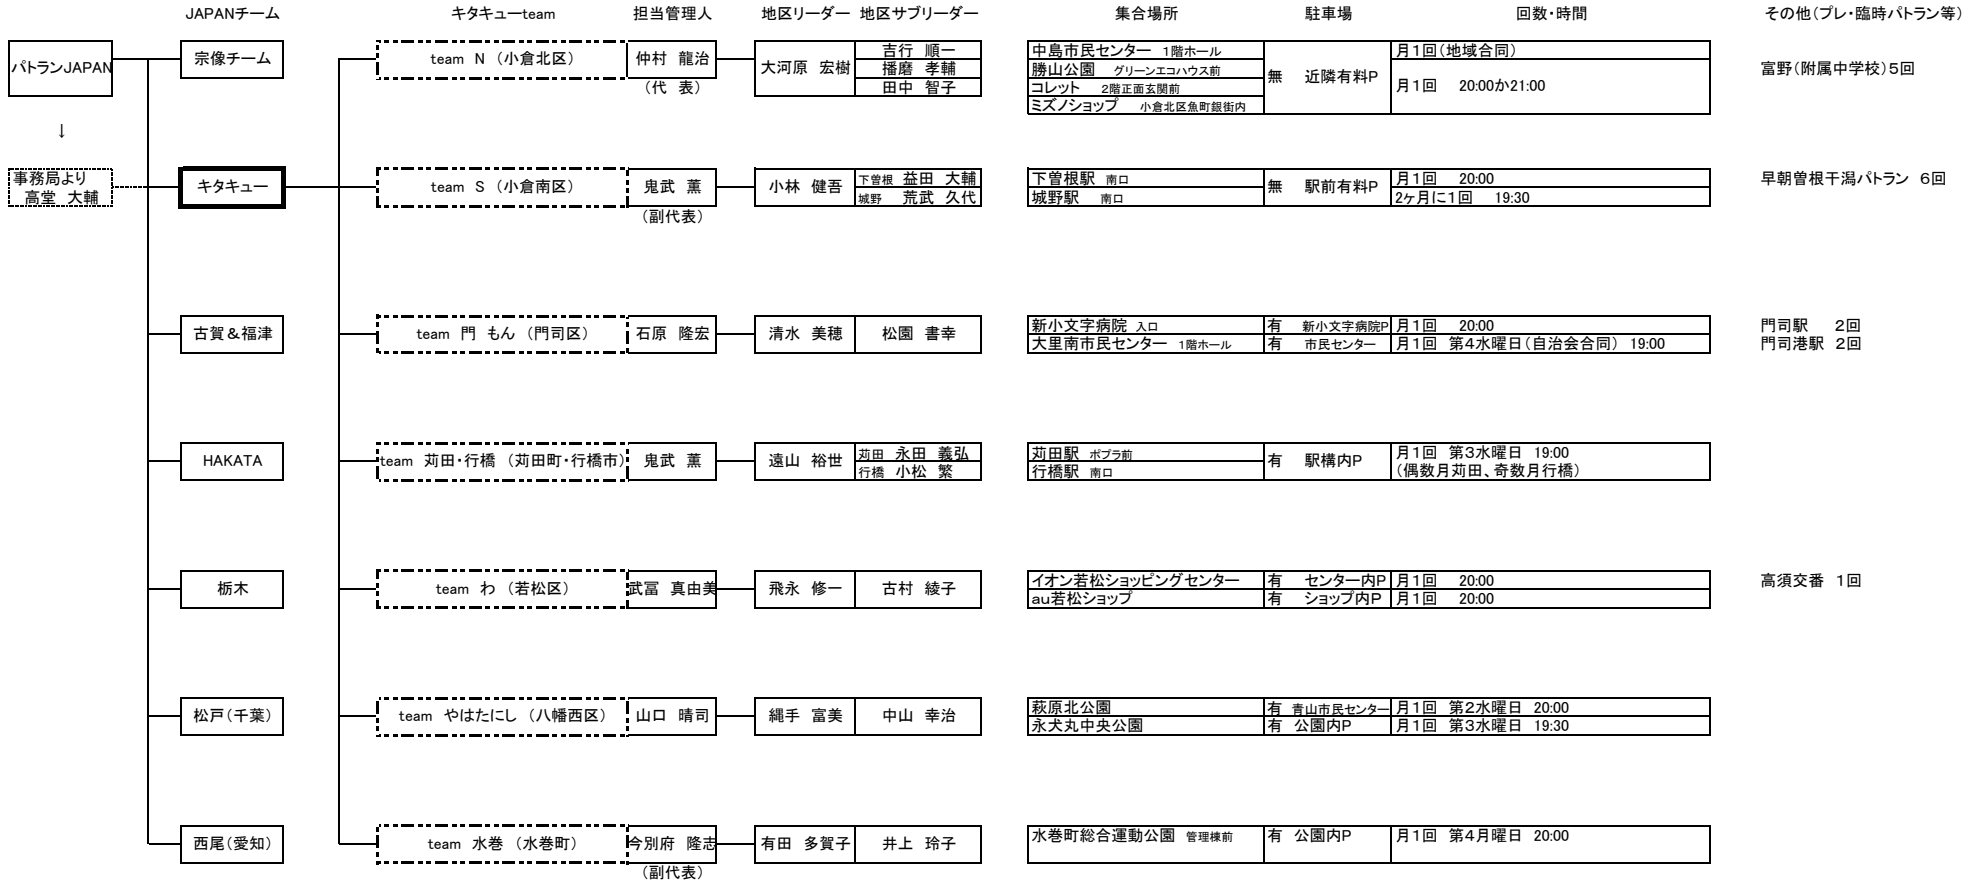 JAPANチーム キタキューteam 担当管理人 地区リーダー 地区サブリーダー 集合場所 駐車場 回数・時間 その他(プレ・臨時パトラン等)
パトランJAPAN
↓
事務局より
高堂 大輔
宗像チーム
team N (小倉北区) 仲村 龍治
(代 表)
大河原 宏樹
吉行 順一
播磨 孝輔
田中 智子
中島市民センター 1階ホール
勝山公園 グリーンエコハウス前
コレット 2階正面玄関前
ミズノショップ 小倉北区魚町銀街内
無 近隣有料P
月1回(地域合同)
月1回 20:00か21:00
富野(附属中学校)5回
キタキュー
team S (小倉南区) 鬼武 薫
(副代表)
小林 健吾
下曽根 益田 大輔
城野 荒武 久代
下曽根駅 南口
城野駅 南口
無 駅前有料P
月1回 20:00
2ヶ月に1回 19:30
早朝曽根干潟パトラン 6回
古賀&福津
team 門 もん (門司区) 石原 隆宏 清水 美穂 松園 書幸
新小文字病院 入口 有 新小文字病院P 月1回 20:00
大里南市民センター 1階ホール 有 市民センター 月1回 第4水曜日(自治会合同) 19:00
門司駅 2回
門司港駅 2回
HAKATA
team 苅田・行橋 (苅田町・行橋市) 鬼武 薫 遠山 裕世
苅田 永田 義弘
行橋 小松 繁
苅田駅 ポプラ前
行橋駅 南口
有 駅構内P
月1回 第3水曜日 19:00
(偶数月苅田、奇数月行橋)
栃木
team わ (若松区) 武冨 真由美 飛永 修一 古村 綾子
イオン若松ショッピングセンター 有 センター内P 月1回 20:00
au若松ショップ 有 ショップ内P 月1回 20:00
高須交番 1回
松戸(千葉)
team やはたにし (八幡西区) 山口 晴司 縄手 富美 中山 幸治
萩原北公園 有 青山市民センター 月1回 第2水曜日 20:00
永犬丸中央公園 有 公園内P 月1回 第3水曜日 19:30
西尾(愛知)
team 水巻 (水巻町) 今別府 隆志
(副代表)
有田 多賀子 井上 玲子
水巻町総合運動公園 管理棟前 有 公園内P 月1回 第4月曜日 20:00